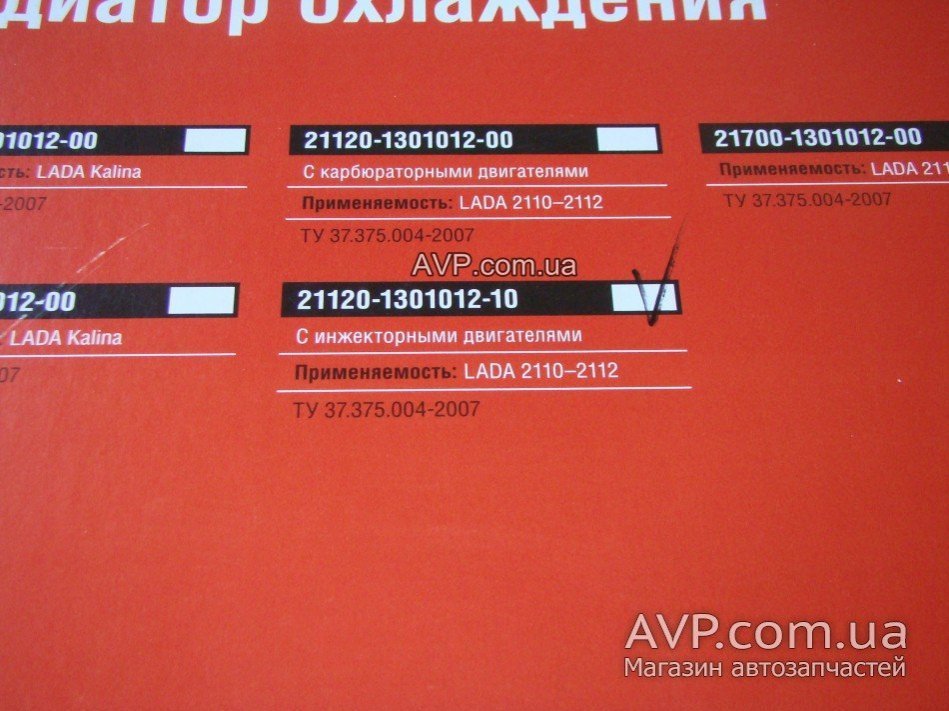 диатор охлаждения
01012-00
сть: LADA Kalina
-2007
012-00
: LADA Kalina
07
21120-1301012-00
С карбюраторными двигателями
Применяемость: LADA 2110–2112
ТУ 37.375.004-2007
AVP.com.ua
21120-1301012-10
С инжекторными двигателями
Применяемость: LADA 2110–2112
ТУ 37.375.004-2007
21700-1301012-00
Применяемость: LADA 211
ТУ 37.375.004-2007
AVP.com.ua
Магазин автозапчастей